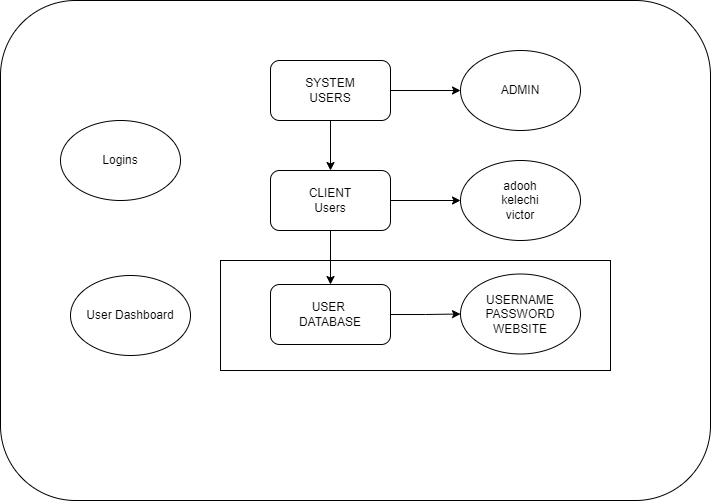 SYSTEM
USERS
ADMIN
Logins
CLIENT
Users
adooh
kelechi
victor
User Dashboard
USER
DATABASE
USERNAME
PASSWORD
WEBSITE